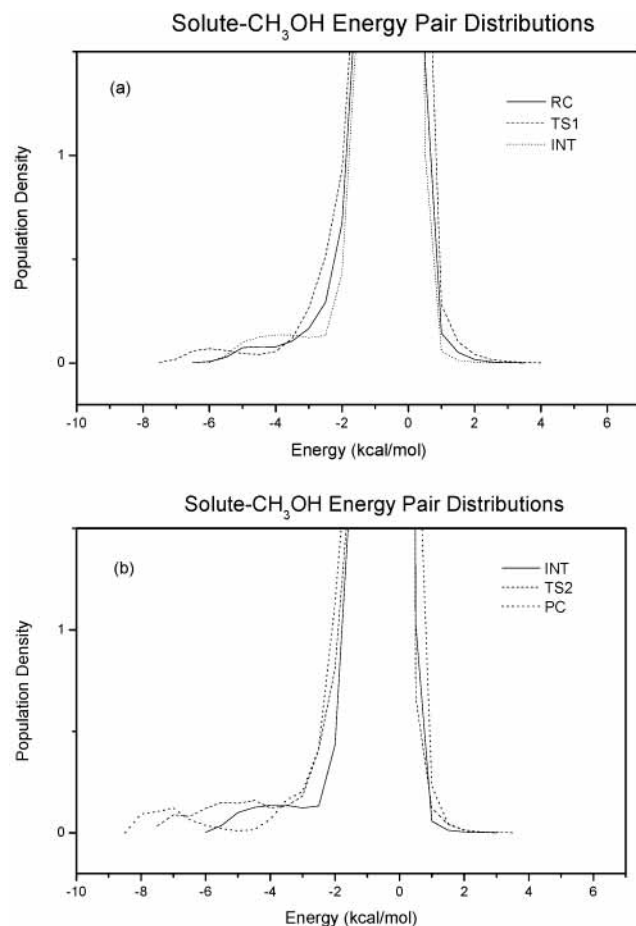 Solute-CH₃OH Energy Pair Distributions
(a)
RC
TS1
INT
1
0
Population Density
-10 -8 -6 -4 -2 0 2 4 6
Energy (kcal/mol)
Solute-CH₃OH Energy Pair Distributions
(b)
INT
TS2
PC
1
0
Population Density
-10 -8 -6 -4 -2 0 2 4 6
Energy (kcal/mol)